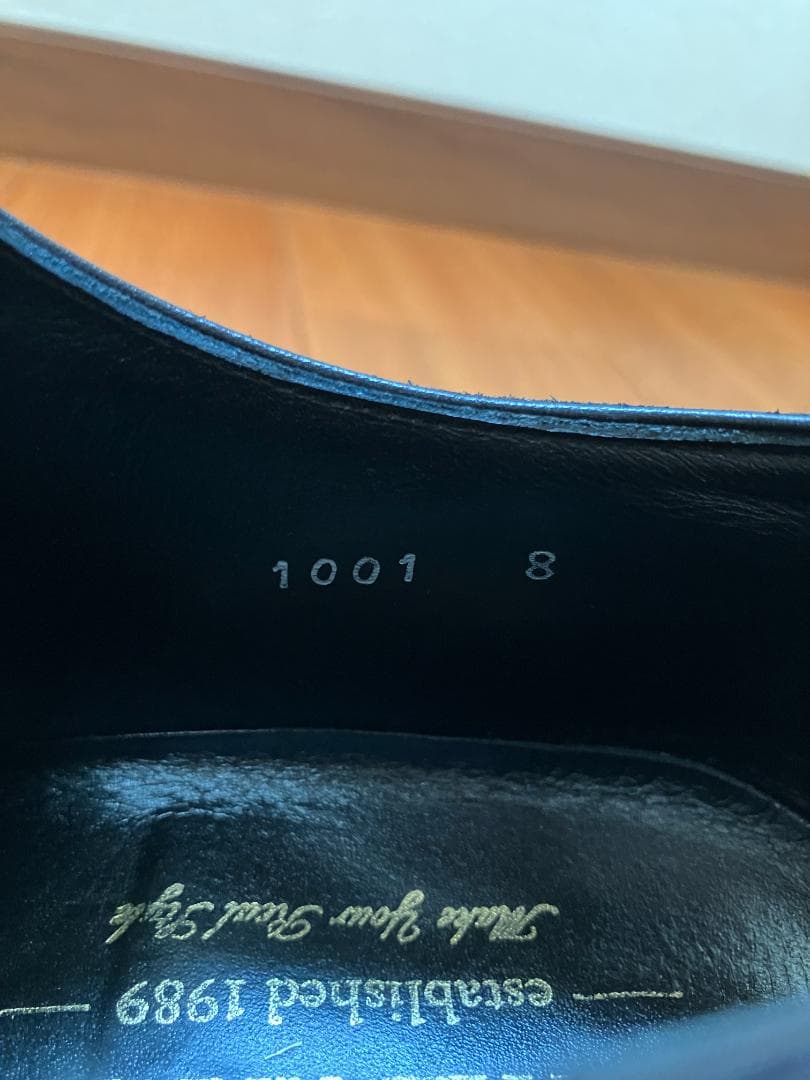 1001 8
established 1989
Make Your Real Style